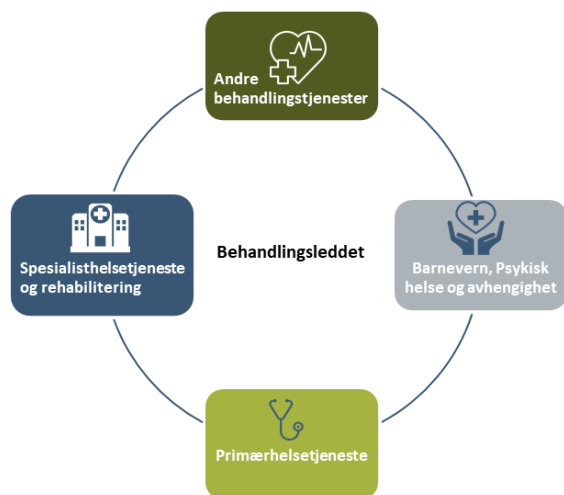 Andre
behandlingstjenester
Spesialisthelsetjeneste
og rehabilitering
Behandlingsleddet
Barnevern, Psykisk
helse og avhengighet
Primærhelsetjeneste